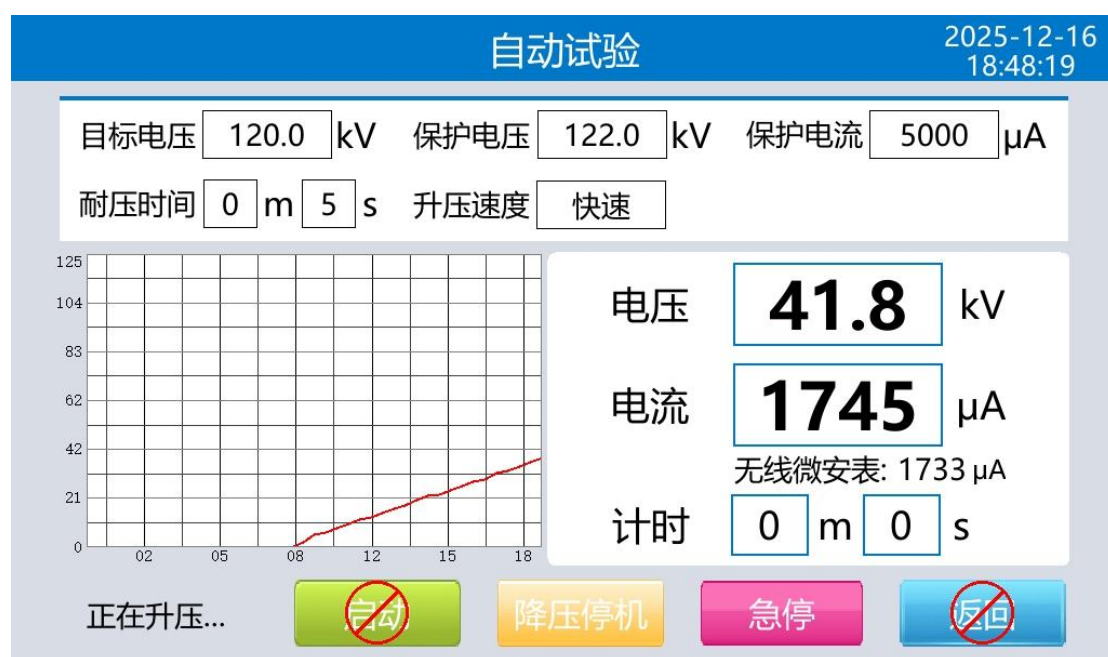 自动试验
2025-12-16
18:48:19
目标电压 120.0 kV 保护电压 122.0 kV 保护电流 5000 μA
耐压时间 0 m 5 s 升压速度 快速
125
104
83
62
42
21
0
02 05 08 12 15 18
电压 41.8 kV
电流 1745 μA
无线微安表: 1733 μA
计时 0 m 0 s
正在升压... 启动 降压停机 急停 返回